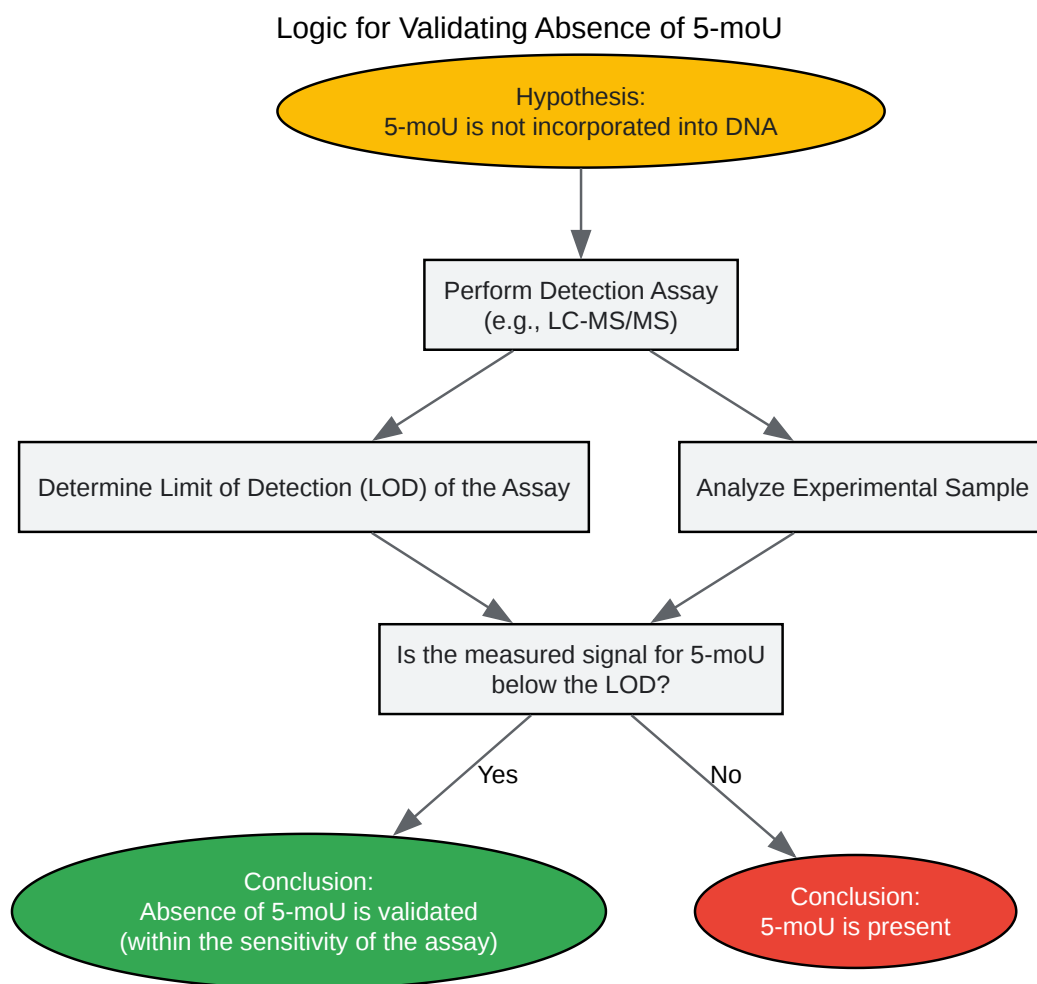 Logic for Validating Absence of 5-moU
Hypothesis:
5-moU is not incorporated into DNA
Perform Detection Assay
(e.g., LC-MS/MS)
Determine Limit of Detection (LOD) of the Assay
Analyze Experimental Sample
Is the measured signal for 5-moU
below the LOD?
Yes
No
Conclusion:
Absence of 5-moU is validated
(within the sensitivity of the assay)
Conclusion:
5-moU is present